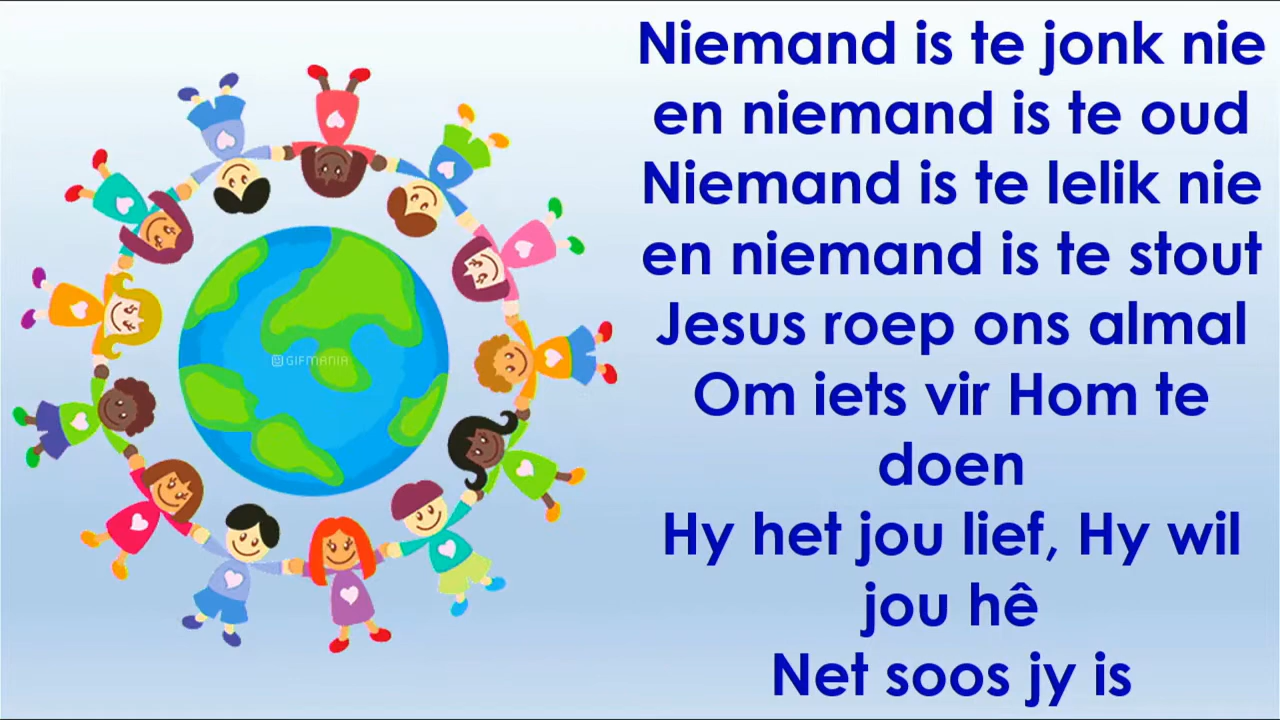 Niemand is te jonk nie
en niemand is te oud
Niemand is te lelik nie
en niemand is te stout
Jesus roep ons almal
Om iets vir Hom te
doen
Hy het jou lief, Hy wil
jou hê
Net soos jy is
GIFMANIA